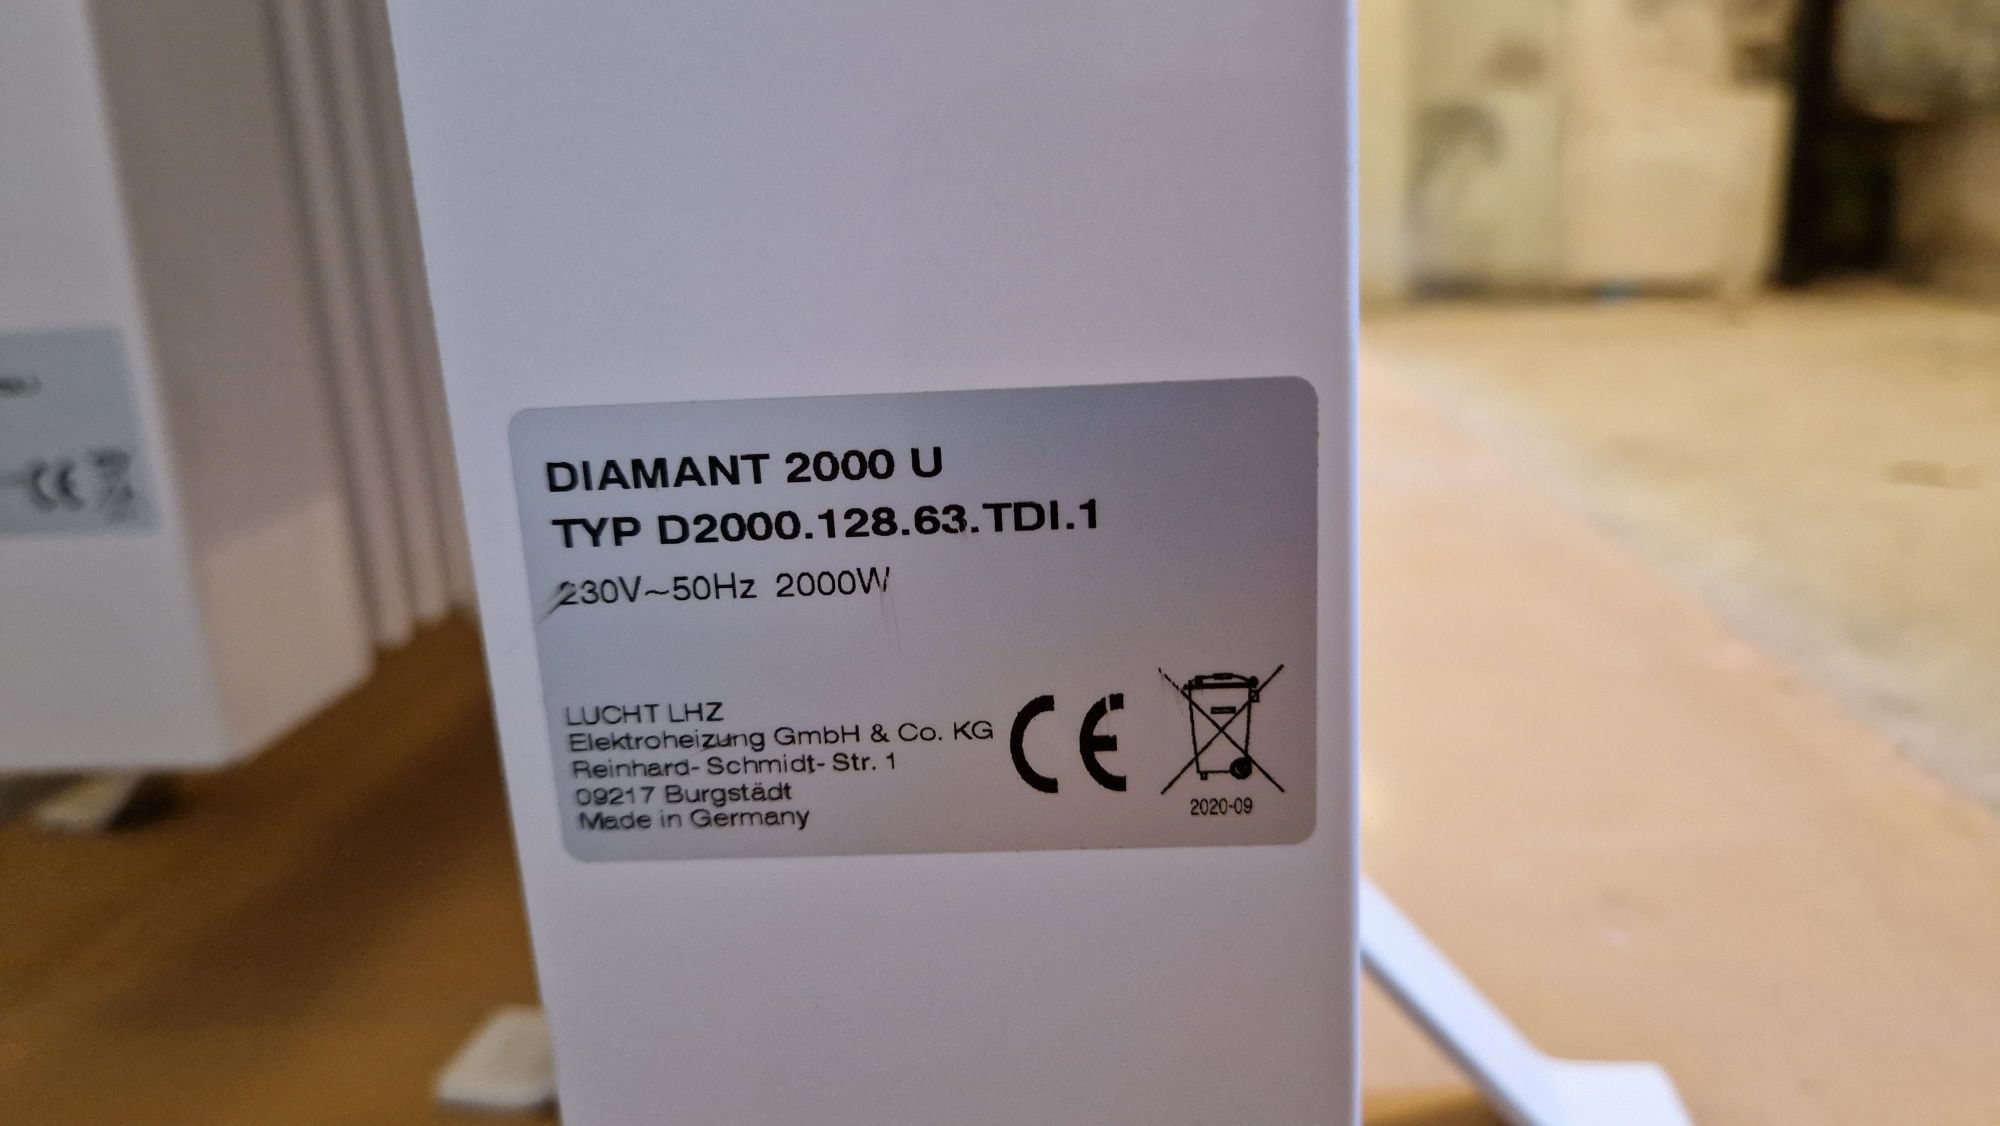 DIAMANT 2000 U
TYP D2000.128.63.TDI.1
230V~50Hz 2000W
LUCHT LHZ
Elektroheizung GmbH & Co. KG
Reinhard- Schmidt- Str. 1
09217 Burgstädt
Made in Germany
CE
2020-09
CE